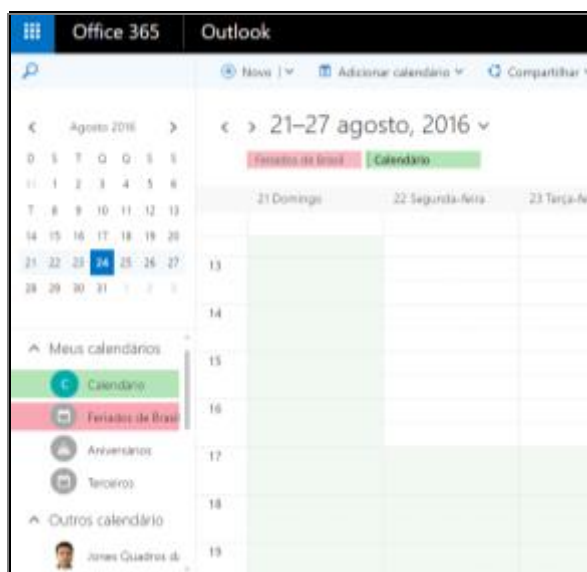 Office 365 Outlook
Novo Adicionar calendário Compartilhar
Agosto 2016
21–27 agosto, 2016
D S T Q Q S S
Feriados de Brasil Calendário
31 1 2 3 4 5 6
7 8 9 10 11 12 13
21 Domingo 22 Segunda-feira 23 Terça-fe
14 15 16 17 18 19 20
21 22 23 24 25 26 27
13
28 29 30 31 1 2 3
14
Meus calendários
15
C Calendário
Feriados de Brasil
16
Aniversários
17
Terceiros
18
Outros calendário
19
Jones Quadros da